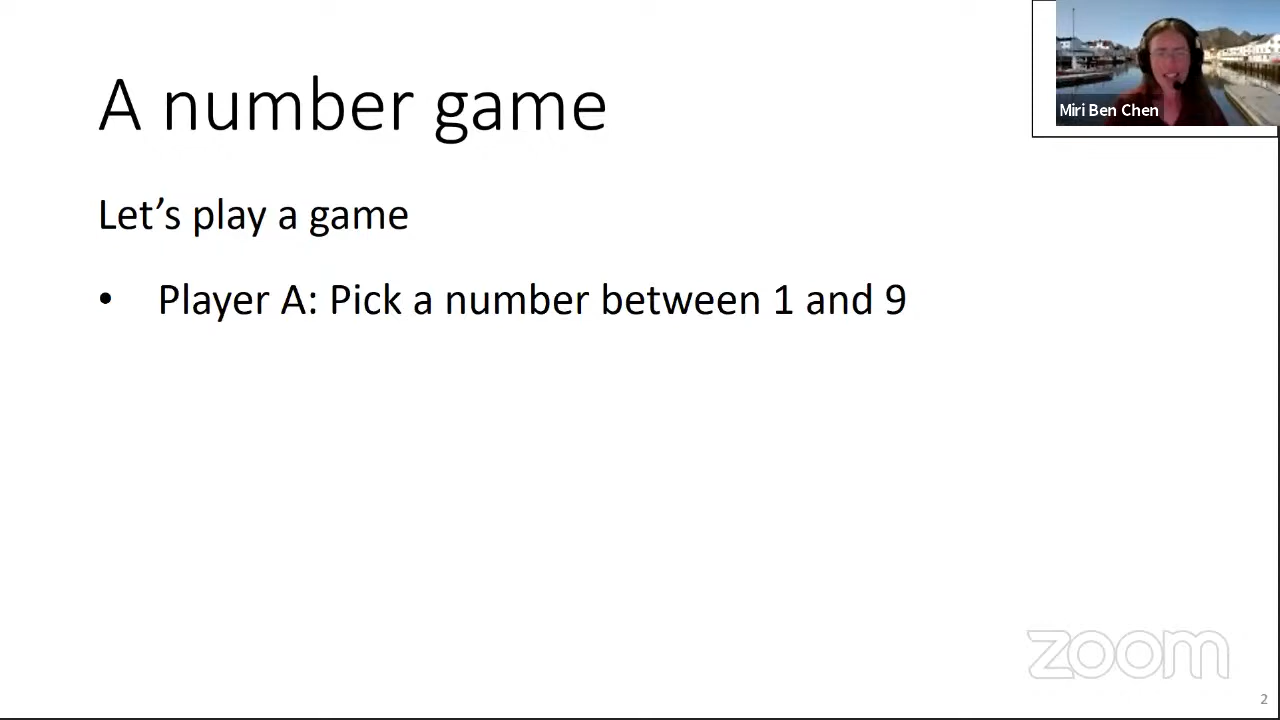 A number game
Miri Ben Chen
Let’s play a game
• Player A: Pick a number between 1 and 9
zoom
2